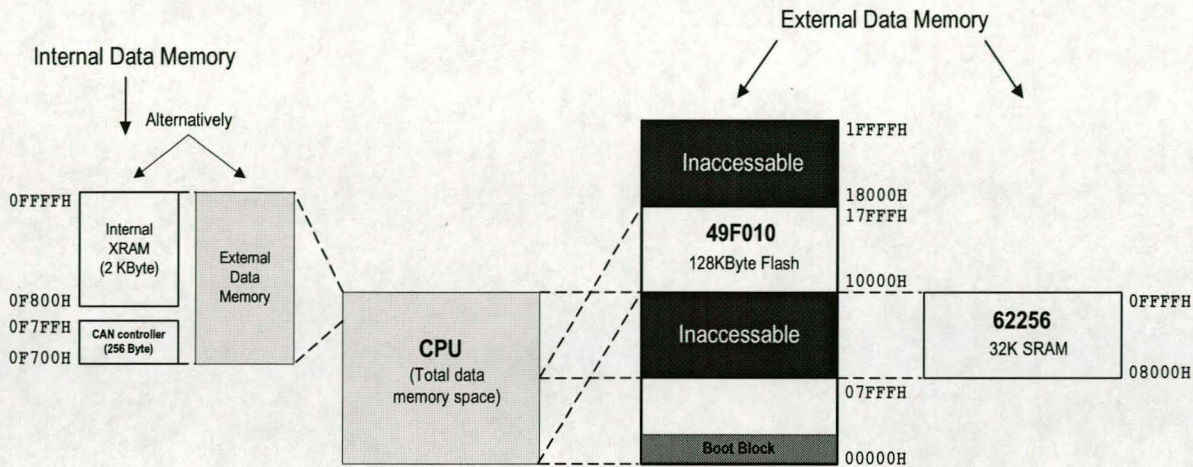 External Data Memory
Internal Data Memory
Alternatively
0FFFFH
Internal
XRAM
(2 KByte)
0F800H
0F7FFH
CAN controller
(256 Byte)
0F700H
External
Data
Memory
CPU
(Total data
memory space)
Inaccessable
1FFFFH
18000H
17FFFH
49F010
128KByte Flash
10000H
Inaccessable
07FFFH
Boot Block
00000H
62256
32K SRAM
0FFFFH
08000H